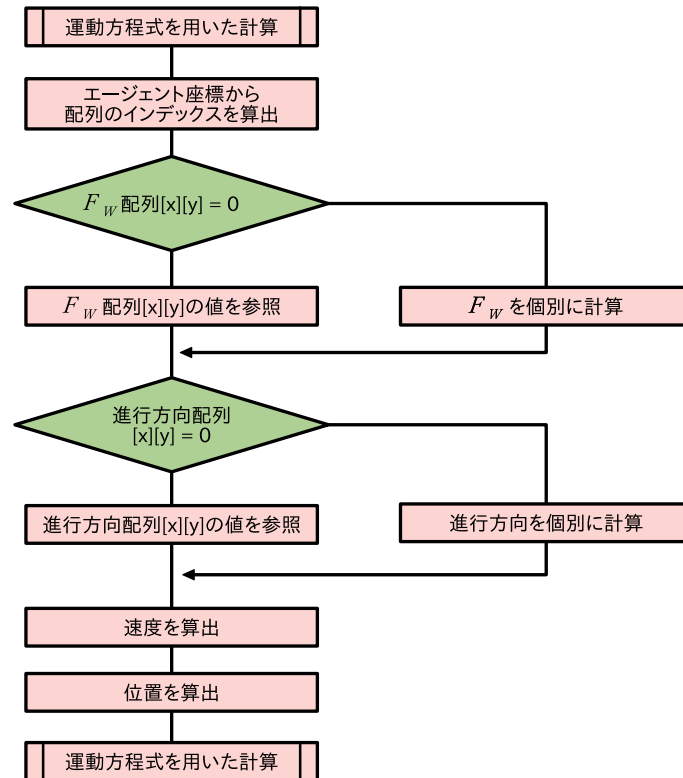 運動方程式を用いた計算
エージェント座標から
配列のインデックスを算出
F W 配列[x][y] = 0
F W 配列[x][y]の値を参照
F W を個別に計算
進行方向配列
[x][y] = 0
進行方向配列[x][y]の値を参照
進行方向を個別に計算
速度を算出
位置を算出
運動方程式を用いた計算